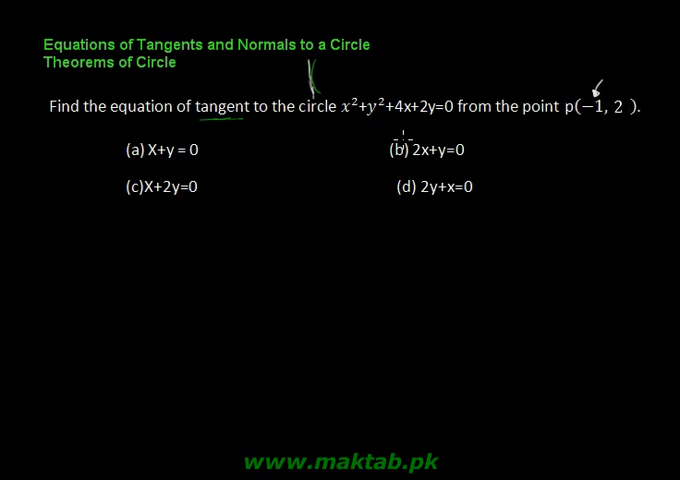 Equations of Tangents and Normals to a Circle
Theorems of Circle
Find the equation of tangent to the circle x²+y²+4x+2y=0 from the point p(−1, 2 ).
(a) X+y = 0 (b) 2x+y=0
(c)X+2y=0 (d) 2y+x=0
www.maktab.pk